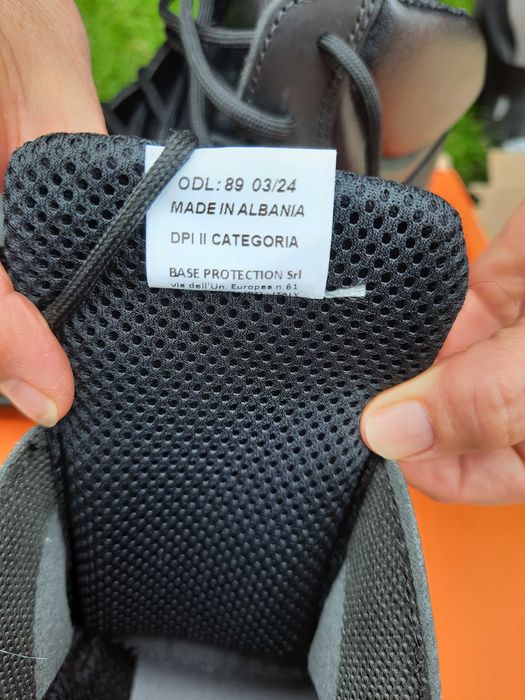 ODL: 89 03/24
MADE IN ALBANIA
DPI II CATEGORIA
BASE PROTECTION Srl
via dell'Un. Europea n.61